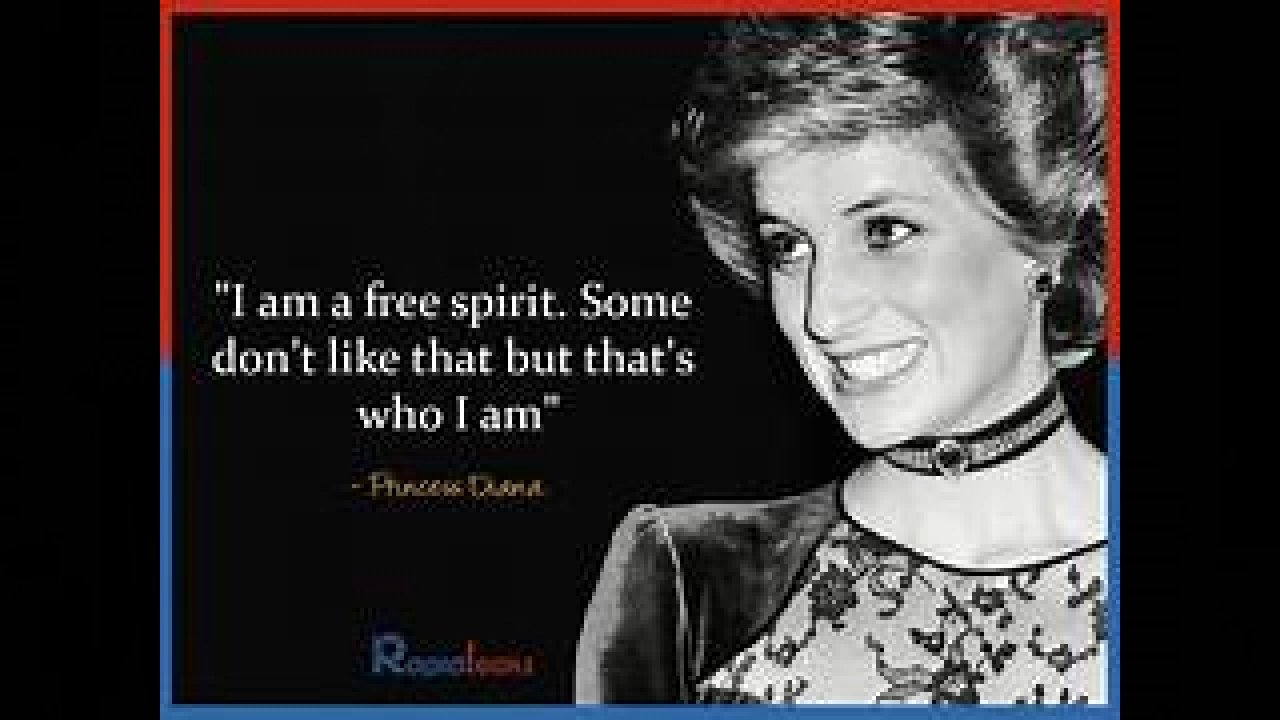 "I am a free spirit. Some
don't like that but that's
who I am"
- Princess Diana